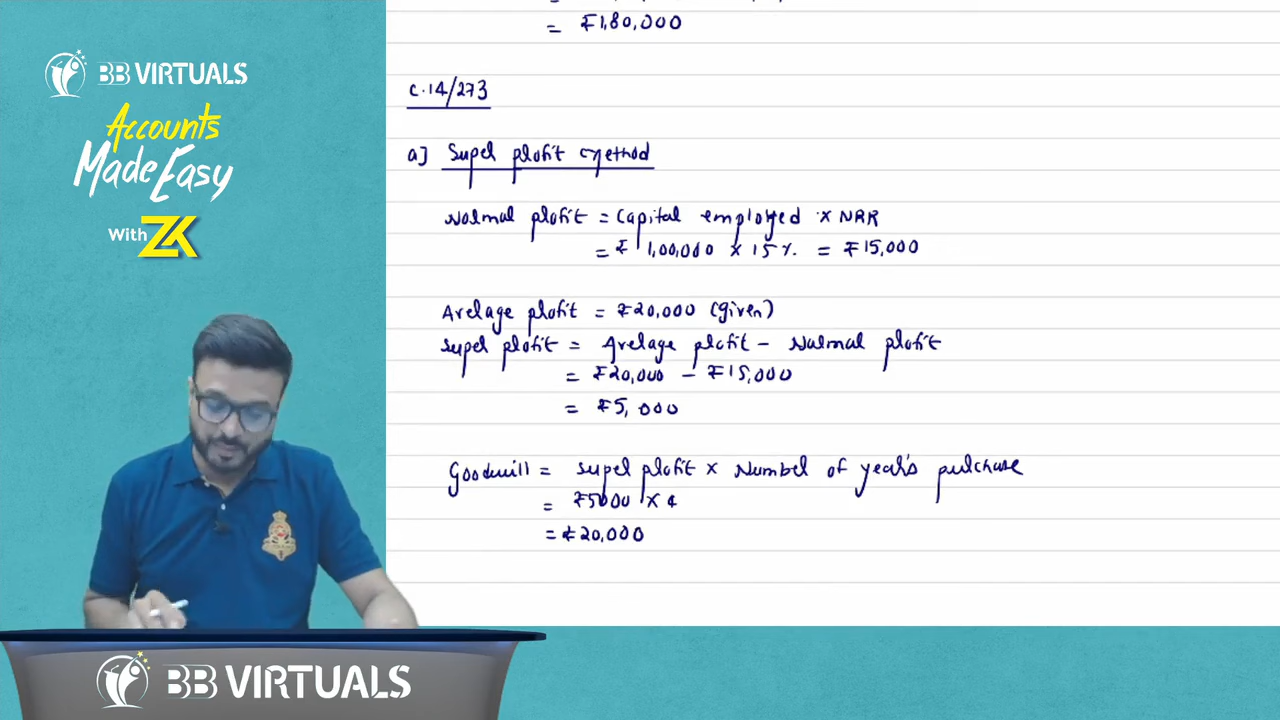 BB VIRTUALS
Accounts
Made Easy
With ZK
= ₹1,80,000
C.14/273
a] Super profit method
Normal profit = Capital employed × NRR
= ₹ 1,00,000 × 15%. = ₹15,000
Average profit = ₹20,000 (given)
Super profit = Average profit - Normal profit
= ₹20,000 - ₹15,000
= ₹5,000
Goodwill = Super profit × Number of year's purchase
= ₹5000 × 4
= ₹20,000
BB VIRTUALS